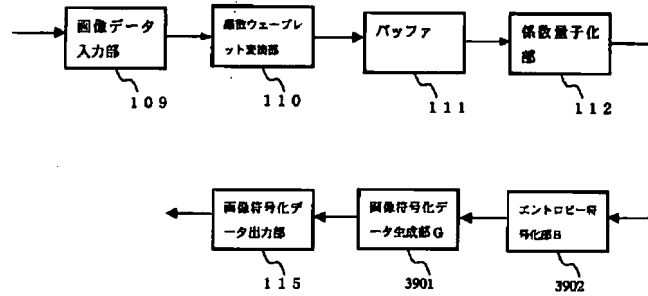 画像データ
入力部
109
離散ウェーブレ
ット変換部
110
バッファ
111
係数量子化
部
112
画像符号化デ
ータ出力部
115
画像符号化デ
ータ生成部G
3901
エントロピー符
号化部B
3902